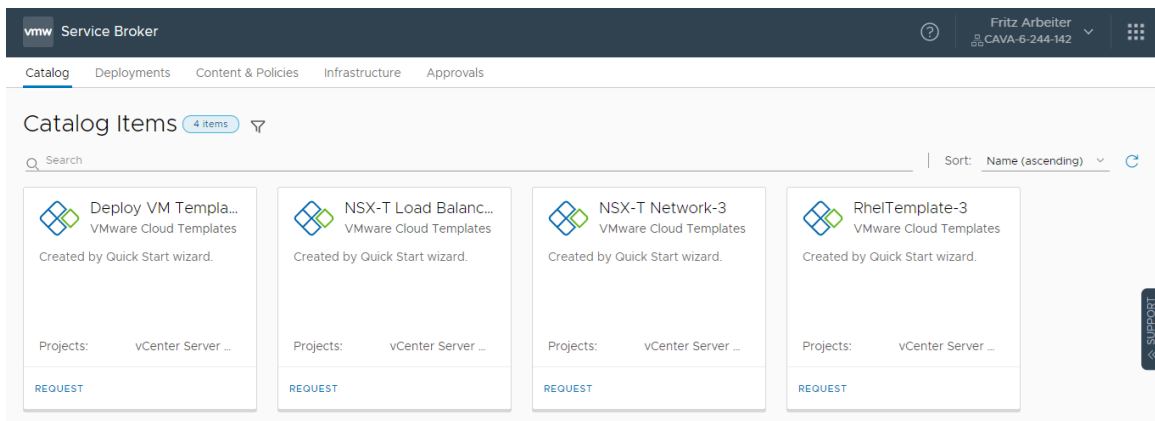 vmw Service Broker
Fritz Arbeiter
CAVA-6-244-142
Catalog Deployments Content & Policies Infrastructure Approvals
Catalog Items 4 items
Search
Sort: Name (ascending)
Deploy VM Templa...
VMware Cloud Templates
Created by Quick Start wizard.
Projects: vCenter Server ...
REQUEST
NSX-T Load Balanc...
VMware Cloud Templates
Created by Quick Start wizard.
Projects: vCenter Server ...
REQUEST
NSX-T Network-3
VMware Cloud Templates
Created by Quick Start wizard.
Projects: vCenter Server ...
REQUEST
RhelTemplate-3
VMware Cloud Templates
Created by Quick Start wizard.
Projects: vCenter Server ...
REQUEST
« SUPPORT